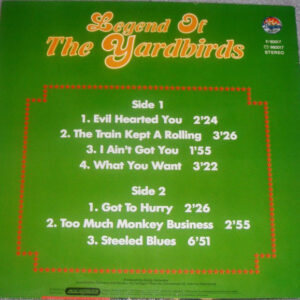 Legend Of
The Yardbirds
STEREO
Side 1
1. Evil Hearted You 2'24
2. The Train Kept A Rolling 3'26
3. I Ain't Got You 1'55
4. What You Want 3'22
Side 2
1. Got To Hurry 2'26
2. Too Much Monkey Business 2'55
3. Steeled Blues 6'51